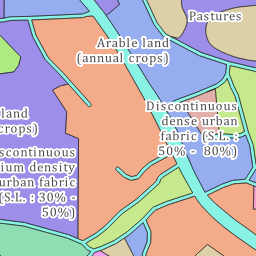 Pastures
Arable land
(annual crops)
Discontinuous
dense urban
fabric (S.L. :
50% - 80%)
land
crops)
iscontinuous
ium density
urban fabric
(S.L. : 30% -
50%)